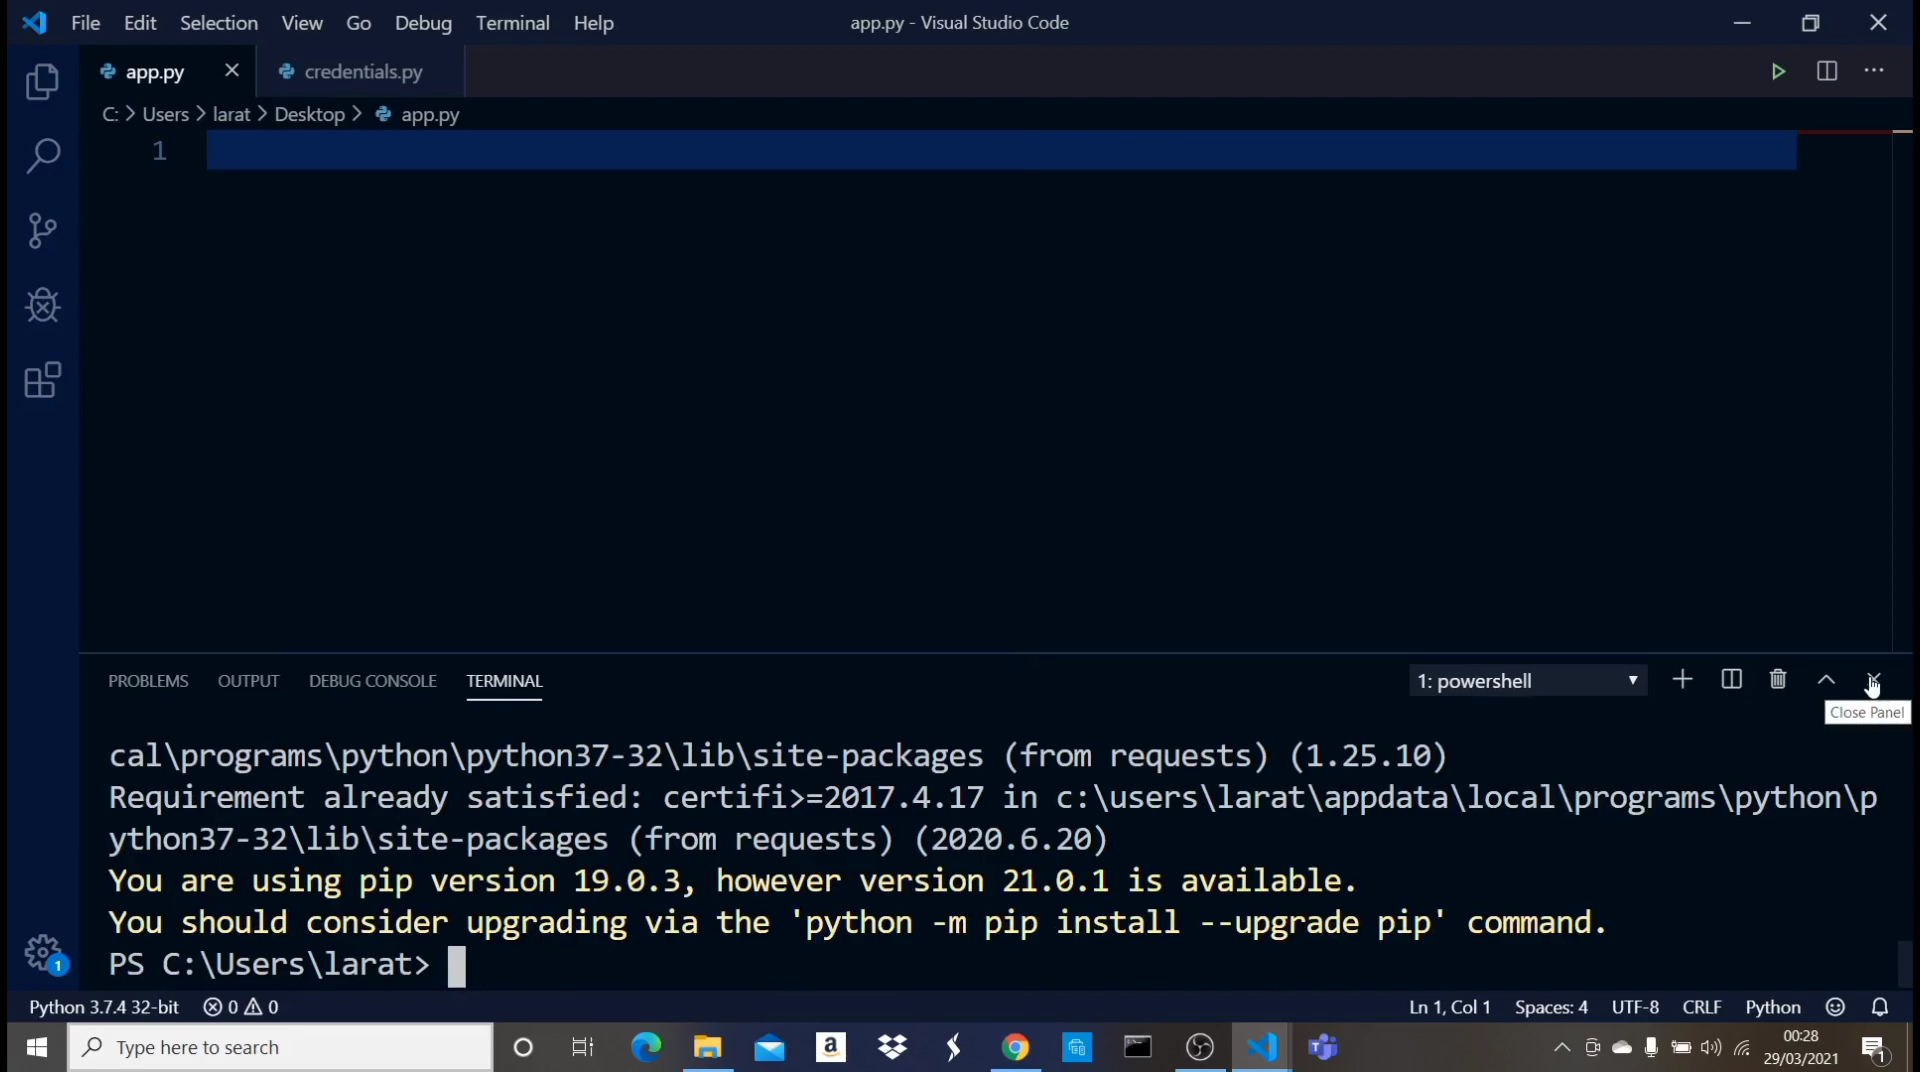 File Edit Selection View Go Debug Terminal Help app.py - Visual Studio Code
app.py credentials.py
C: > Users > larat > Desktop > app.py
1
PROBLEMS OUTPUT DEBUG CONSOLE TERMINAL 1: powershell
Close Panel
cal\programs\python\python37-32\lib\site-packages (from requests) (1.25.10)
Requirement already satisfied: certifi>=2017.4.17 in c:\users\larat\appdata\local\programs\python\p
ython37-32\lib\site-packages (from requests) (2020.6.20)
You are using pip version 19.0.3, however version 21.0.1 is available.
You should consider upgrading via the 'python -m pip install --upgrade pip' command.
PS C:\Users\larat>
1
Python 3.7.4 32-bit 0 0 Ln 1, Col 1 Spaces: 4 UTF-8 CRLF Python
Type here to search a 00:28
29/03/2021 1